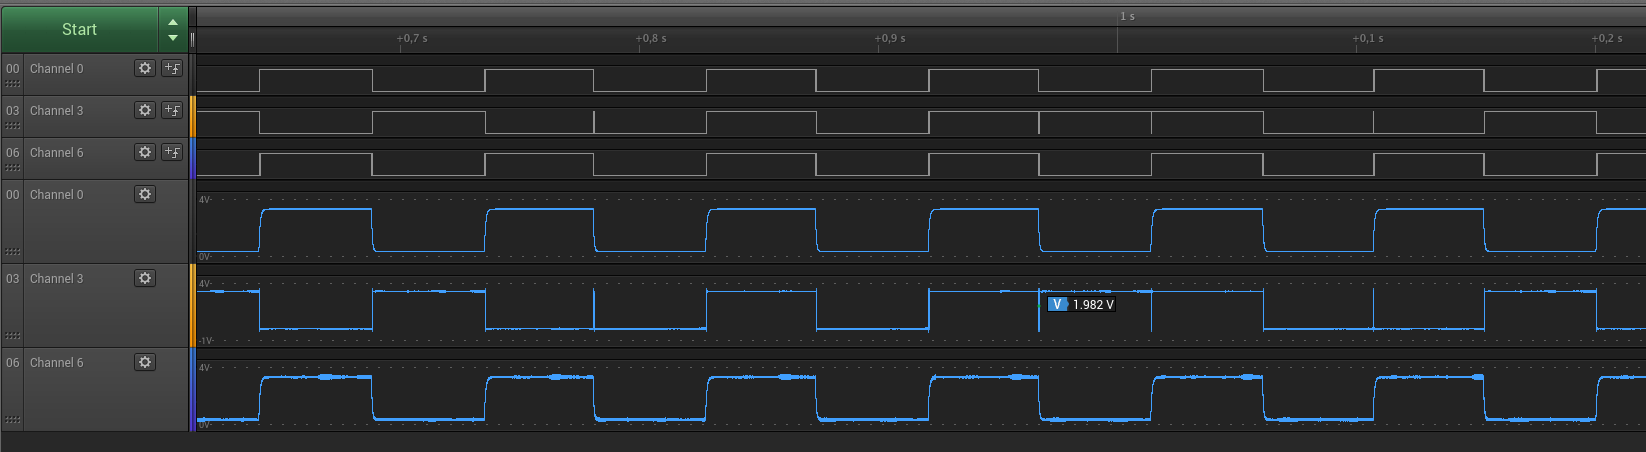 Start
1 s
+0,7 s
+0,8 s
+0,9 s
+0,1 s
+0,2 s
00 Channel 0
03 Channel 3
06 Channel 6
00 Channel 0
4V
0V
03 Channel 3
4V
V 1.982 V
-1V
06 Channel 6
4V
0V